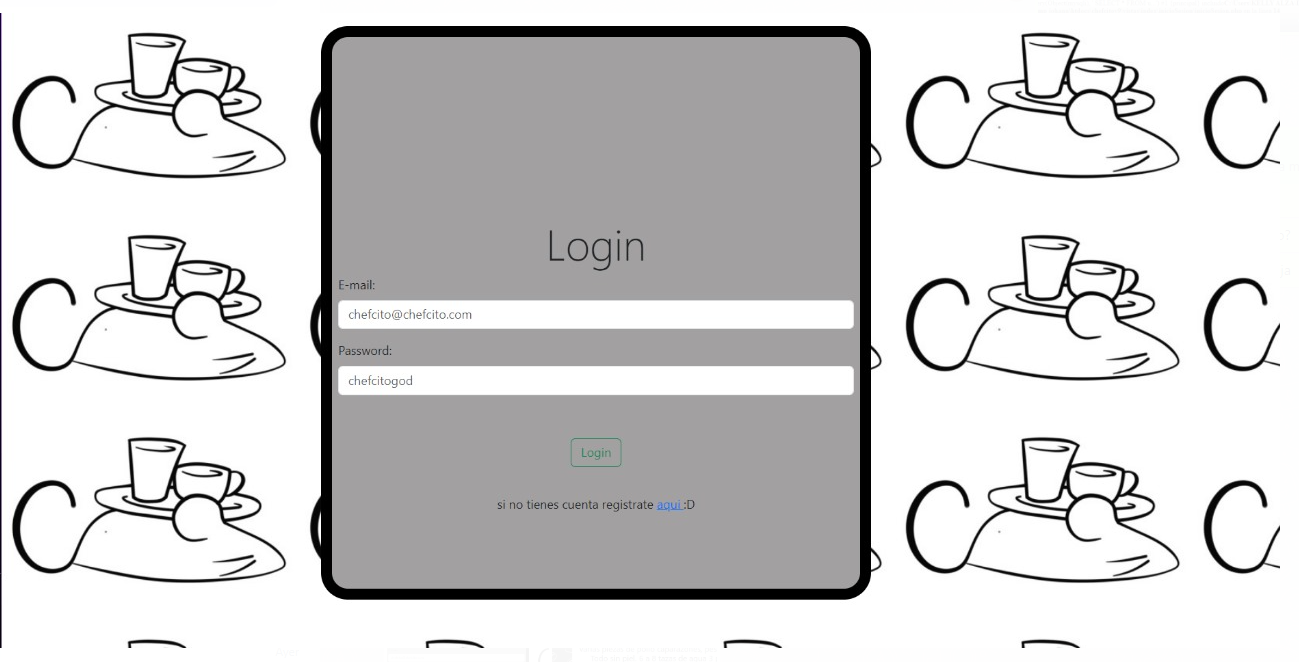 Login
E-mail:
chefcito@chefcito.com
Password:
chefcitogod
Login
si no tienes cuenta registrate aqui :D